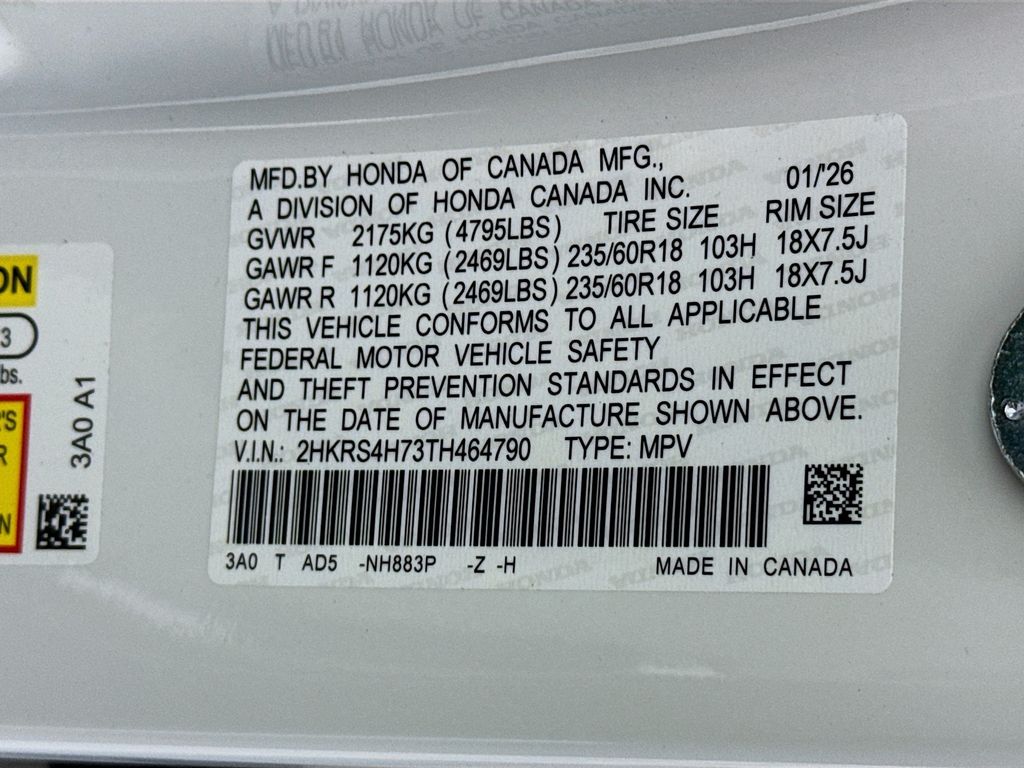 MFD.BY HONDA OF CANADA MFG.,
A DIVISION OF HONDA CANADA INC. 01/'26
GVWR 2175KG (4795LBS) TIRE SIZE RIM SIZE
GAWR F 1120KG (2469LBS) 235/60R18 103H 18X7.5J
GAWR R 1120KG (2469LBS) 235/60R18 103H 18X7.5J
THIS VEHICLE CONFORMS TO ALL APPLICABLE
FEDERAL MOTOR VEHICLE SAFETY
AND THEFT PREVENTION STANDARDS IN EFFECT
ON THE DATE OF MANUFACTURE SHOWN ABOVE.
V.I.N.: 2HKRS4H73TH464790 TYPE: MPV
3A0 T AD5 -NH883P -Z -H MADE IN CANADA
3A0 A1